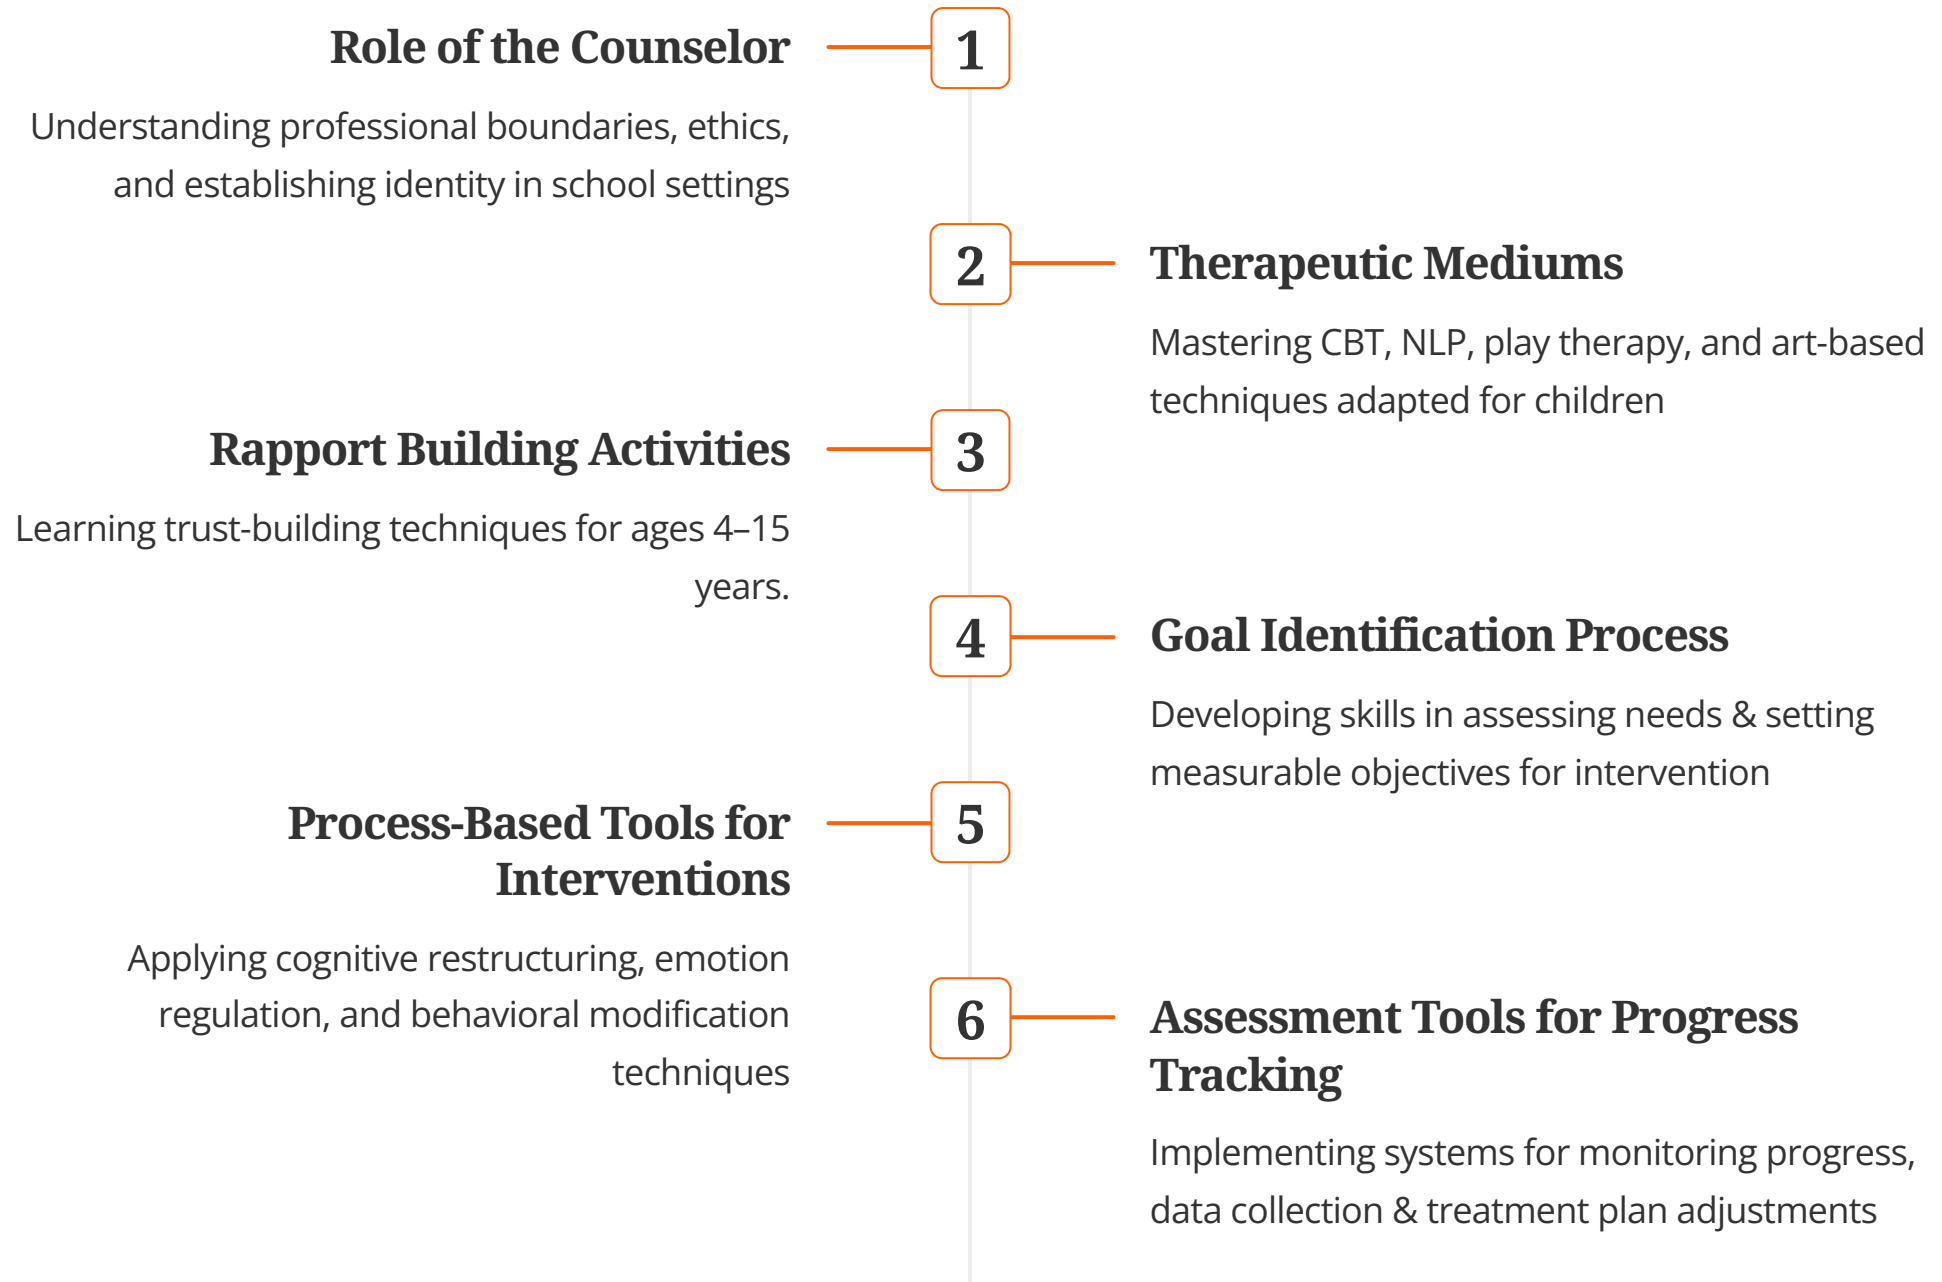 Role of the Counselor
1
Understanding professional boundaries, ethics,
and establishing identity in school settings
2
Therapeutic Mediums
Mastering CBT, NLP, play therapy, and art-based
techniques adapted for children
Rapport Building Activities
3
Learning trust-building techniques for ages 4–15
years.
4
Goal Identification Process
Developing skills in assessing needs & setting
measurable objectives for intervention
Process-Based Tools for
Interventions
5
Applying cognitive restructuring, emotion
regulation, and behavioral modification
techniques
6
Assessment Tools for Progress
Tracking
Implementing systems for monitoring progress,
data collection & treatment plan adjustments